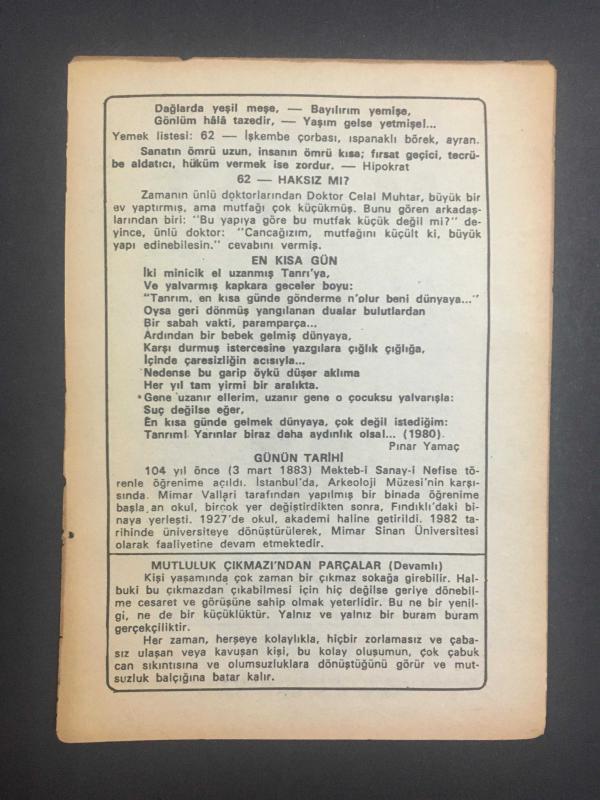 Dağlarda yeşil meşe, — Bayılırım yemişe,
Gönlüm hâlâ tazedir, — Yaşım gelse yetmişel...
Yemek listesi: 62 — İşkembe çorbası, ıspanaklı börek, ayran.
Sanatın ömrü uzun, insanın ömrü kısa; fırsat geçici, tecrü-
be aldatıcı, hüküm vermek ise zordur. — Hipokrat
62 — HAKSIZ MI?
Zamanın ünlü doktorlarından Doktor Celal Muhtar, büyük bir
ev yaptırmış, ama mutfağı çok küçükmüş. Bunu gören arkadaş-
larından biri: "Bu yapıya göre bu mutfak küçük değil mi?" de-
yince, ünlü doktor: "Cancağızım, mutfağını küçült ki, büyük
yapı edinebilesin." cevabını vermiş.
EN KISA GÜN
İki minicik el uzanmış Tanrı'ya,
Ve yalvarmış kapkara geceler boyu:
"Tanrım, en kısa günde gönderme n'olur beni dünyaya..."
Oysa geri dönmüş yangılanan dualar bulutlardan
Bir sabah vakti, paramparça...
Ardından bir bebek gelmiş dünyaya,
Karşı durmuş istercesine yazgılara çığlık çığlığa,
İçinde çaresizliğin acısıyla...
Nedense bu garip öykü düşer aklıma
Her yıl tam yirmi bir aralıkta.
Gene uzanır ellerim, uzanır gene o çocuksu yalvarışla:
Suç değilse eğer,
En kısa günde gelmek dünyaya, çok değil istediğim:
Tanrım! Yarınlar biraz daha aydınlık olsal... (1980).
Pınar Yamaç
GÜNÜN TARİHİ
104 yıl önce (3 mart 1883) Mekteb-i Sanay-i Nefise tö-
renle öğrenime açıldı. İstanbul'da, Arkeoloji Müzesi'nin karşı-
sında. Mimar Vallari tarafından yapılmış bir binada öğrenime
başla an okul, birçok yer değiştirdikten sonra, Fındıklı'daki bi-
naya yerleşti. 1927'de okul, akademi haline getirildi. 1982 ta-
rihinde üniversiteye dönüştürülerek, Mimar Sinan Üniversitesi
olarak faaliyetine devam etmektedir.
MUTLULUK ÇIKMAZI'NDAN PARÇALAR (Devamlı)
Kişi yaşamında çok zaman bir çıkmaz sokağa girebilir. Hal-
buki bu çıkmazdan çıkabilmesi için hiç değilse geriye dönebil-
me cesaret ve görüşüne sahip olmak yeterlidir. Bu ne bir yenil-
gi, ne de bir küçüklüktür. Yalnız ve yalnız bir buram buram
gerçekçiliktir.
Her zaman, herşeye kolaylıkla, hiçbir zorlamasız ve çaba-
sız ulaşan veya kavuşan kişi, bu kolay oluşumun, çok çabuk
can sıkıntısına ve olumsuzluklara dönüştüğünü görür ve mut-
suzluk balçığına batar kalır.